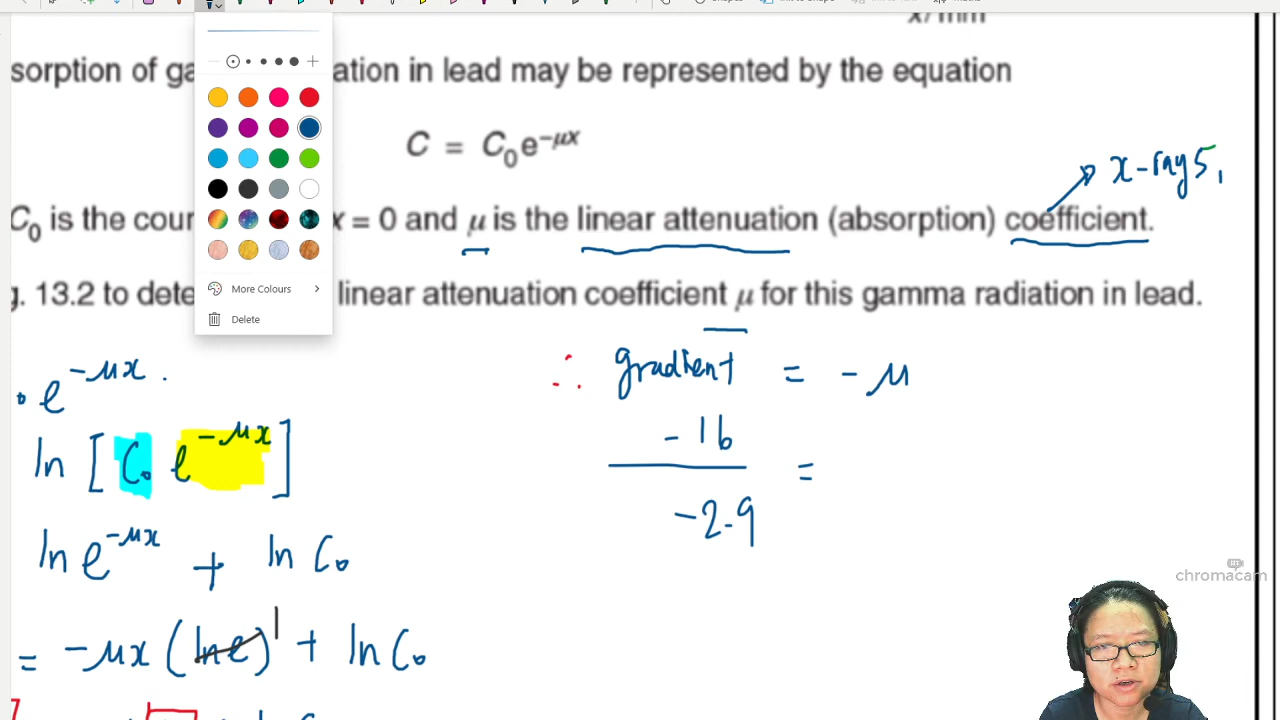 x/mm
sorption of ga ation in lead may be represented by the equation
C = C₀e^−μx
x-rays,
C₀ is the cour x = 0 and μ is the linear attenuation (absorption) coefficient.
g. 13.2 to dete linear attenuation coefficient μ for this gamma radiation in lead.
More Colours
Delete
. e^−μx .
∴ gradient = −μ
ln [C₀ e^−μx]
−16
—— =
−2.9
ln e^−μx + ln C₀
chromacam
= −μx (ln e)¹ + ln C₀